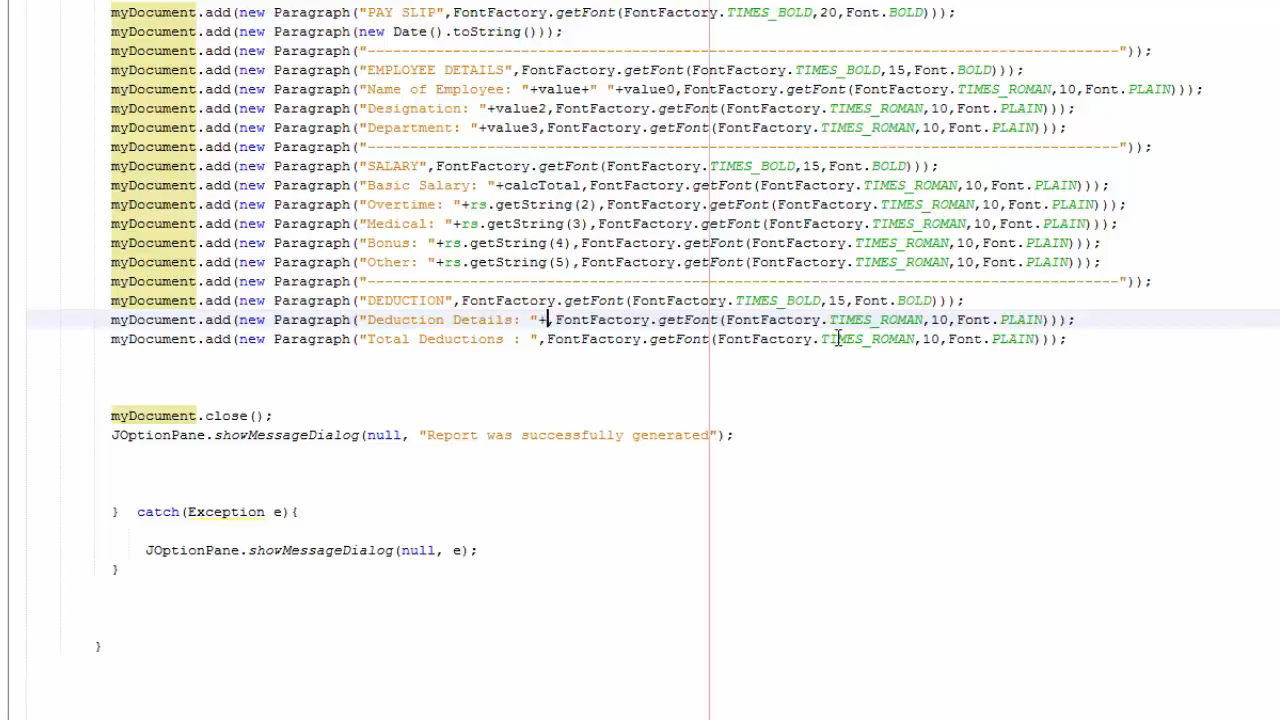 myDocument.add(new Paragraph("PAY SLIP",FontFactory.getFont(FontFactory.TIMES_BOLD,20,Font.BOLD)));
myDocument.add(new Paragraph(new Date().toString()));
myDocument.add(new Paragraph("----------------------------------------------------------------------------------------"));
myDocument.add(new Paragraph("EMPLOYEE DETAILS",FontFactory.getFont(FontFactory.TIMES_BOLD,15,Font.BOLD)));
myDocument.add(new Paragraph("Name of Employee: "+value+" "+value0,FontFactory.getFont(FontFactory.TIMES_ROMAN,10,Font.PLAIN)));
myDocument.add(new Paragraph("Designation: "+value2,FontFactory.getFont(FontFactory.TIMES_ROMAN,10,Font.PLAIN)));
myDocument.add(new Paragraph("Department: "+value3,FontFactory.getFont(FontFactory.TIMES_ROMAN,10,Font.PLAIN)));
myDocument.add(new Paragraph("----------------------------------------------------------------------------------------"));
myDocument.add(new Paragraph("SALARY",FontFactory.getFont(FontFactory.TIMES_BOLD,15,Font.BOLD)));
myDocument.add(new Paragraph("Basic Salary: "+calcTotal,FontFactory.getFont(FontFactory.TIMES_ROMAN,10,Font.PLAIN)));
myDocument.add(new Paragraph("Overtime: "+rs.getString(2),FontFactory.getFont(FontFactory.TIMES_ROMAN,10,Font.PLAIN)));
myDocument.add(new Paragraph("Medical: "+rs.getString(3),FontFactory.getFont(FontFactory.TIMES_ROMAN,10,Font.PLAIN)));
myDocument.add(new Paragraph("Bonus: "+rs.getString(4),FontFactory.getFont(FontFactory.TIMES_ROMAN,10,Font.PLAIN)));
myDocument.add(new Paragraph("Other: "+rs.getString(5),FontFactory.getFont(FontFactory.TIMES_ROMAN,10,Font.PLAIN)));
myDocument.add(new Paragraph("----------------------------------------------------------------------------------------"));
myDocument.add(new Paragraph("DEDUCTION",FontFactory.getFont(FontFactory.TIMES_BOLD,15,Font.BOLD)));
myDocument.add(new Paragraph("Deduction Details: "+,FontFactory.getFont(FontFactory.TIMES_ROMAN,10,Font.PLAIN)));
myDocument.add(new Paragraph("Total Deductions : ",FontFactory.getFont(FontFactory.TIMES_ROMAN,10,Font.PLAIN)));
myDocument.close();
JOptionPane.showMessageDialog(null, "Report was successfully generated");
} catch(Exception e){
JOptionPane.showMessageDialog(null, e);
}
}